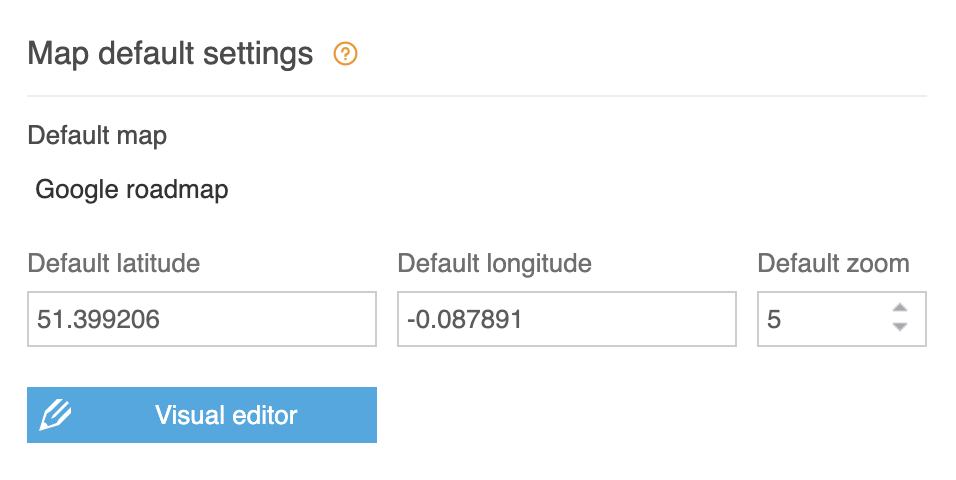 Map default settings ?
Default map
Google roadmap
Default latitude Default longitude Default zoom
51.399206 -0.087891 5
Visual editor